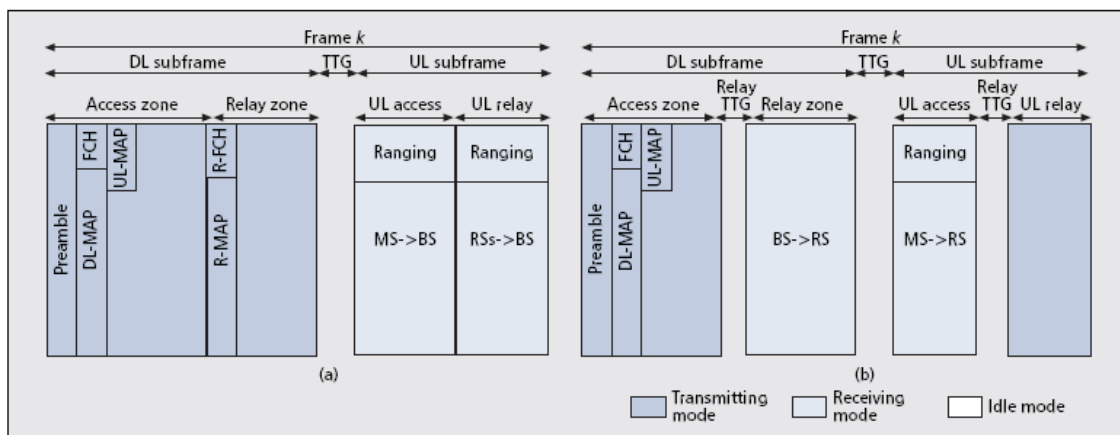 Frame k
DL subframe
TTG
UL subframe
Access zone
Relay zone
UL access
UL relay
Preamble
FCH
DL-MAP
UL-MAP
R-FCH
R-MAP
Ranging
Ranging
MS->BS
RSs->BS
(a)
Frame k
DL subframe
TTG
UL subframe
Access zone
Relay
TTG
Relay zone
UL access
Relay
TTG
UL relay
Preamble
FCH
DL-MAP
UL-MAP
BS->RS
Ranging
MS->RS
(b)
Transmitting
mode
Receiving
mode
Idle mode